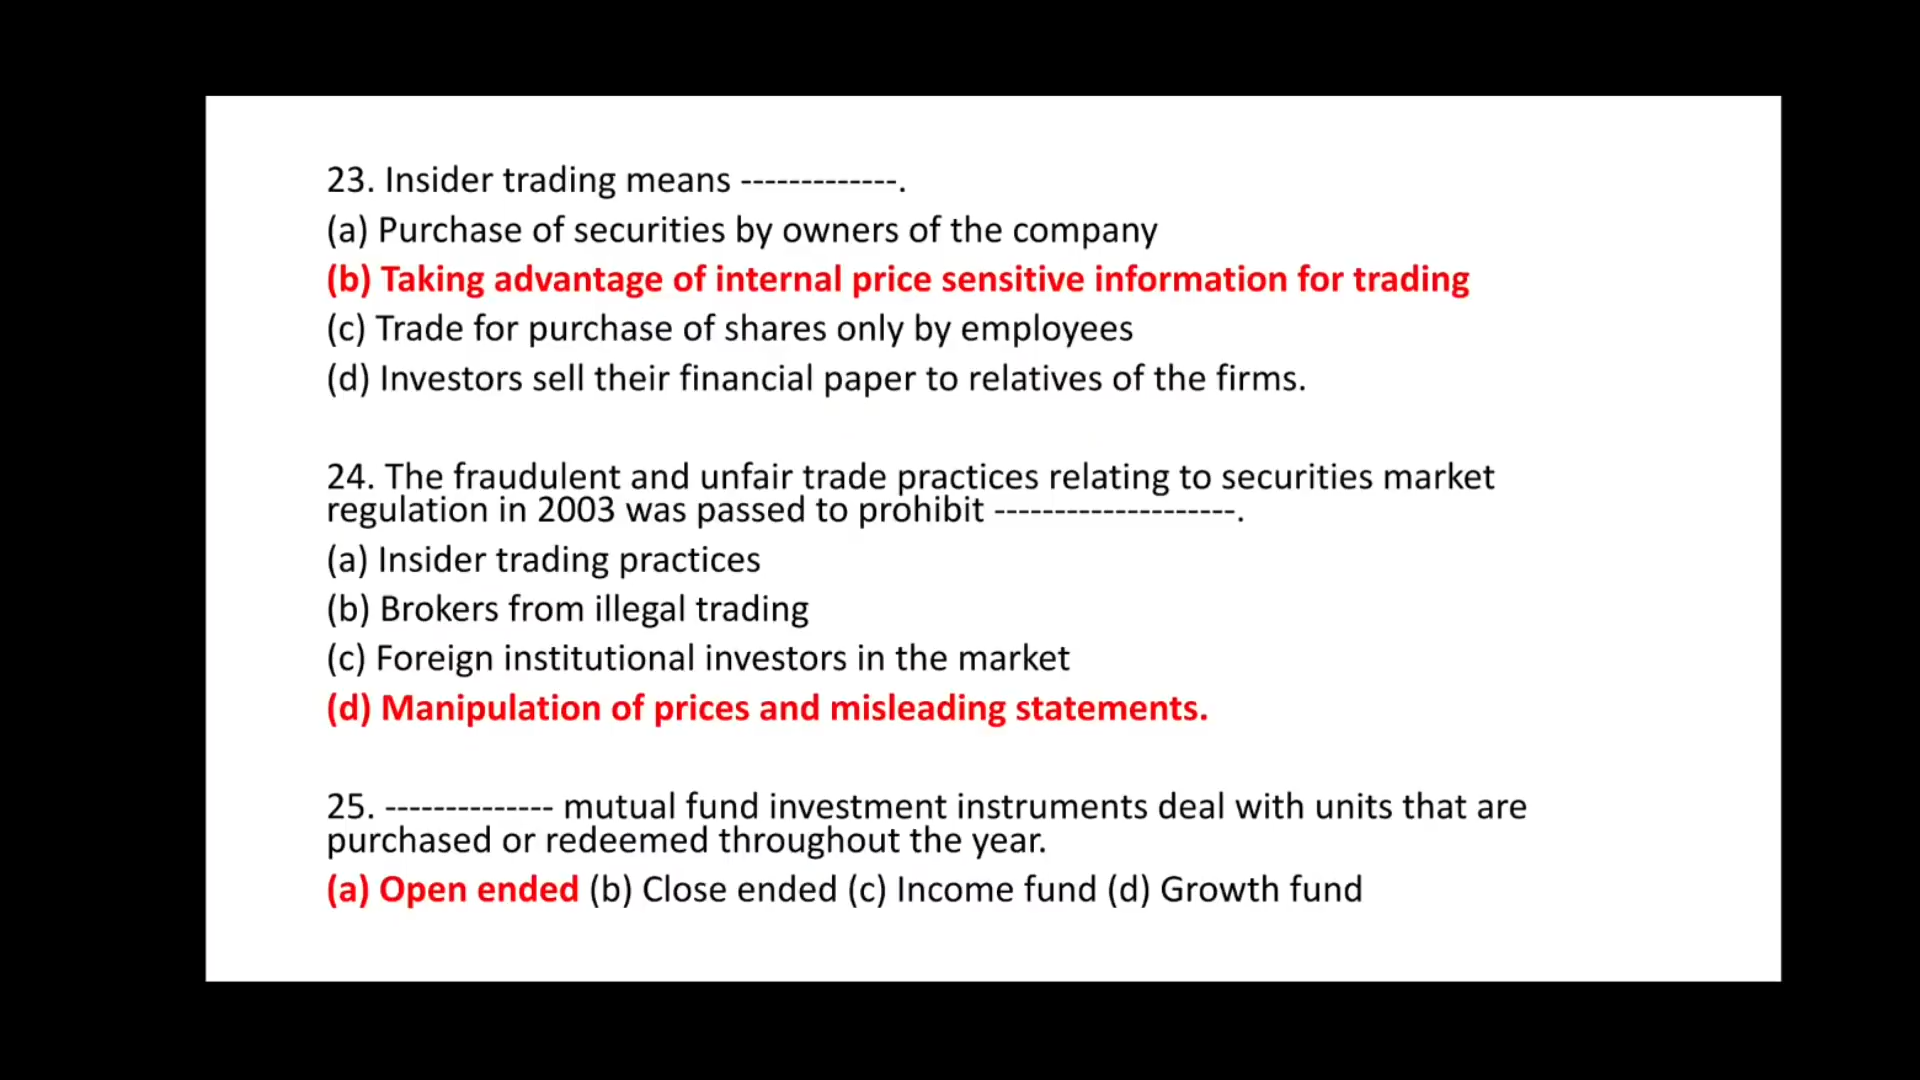 23. Insider trading means -------------.
(a) Purchase of securities by owners of the company
(b) Taking advantage of internal price sensitive information for trading
(c) Trade for purchase of shares only by employees
(d) Investors sell their financial paper to relatives of the firms.
24. The fraudulent and unfair trade practices relating to securities market
regulation in 2003 was passed to prohibit --------------------.
(a) Insider trading practices
(b) Brokers from illegal trading
(c) Foreign institutional investors in the market
(d) Manipulation of prices and misleading statements.
25. -------------- mutual fund investment instruments deal with units that are
purchased or redeemed throughout the year.
(a) Open ended (b) Close ended (c) Income fund (d) Growth fund